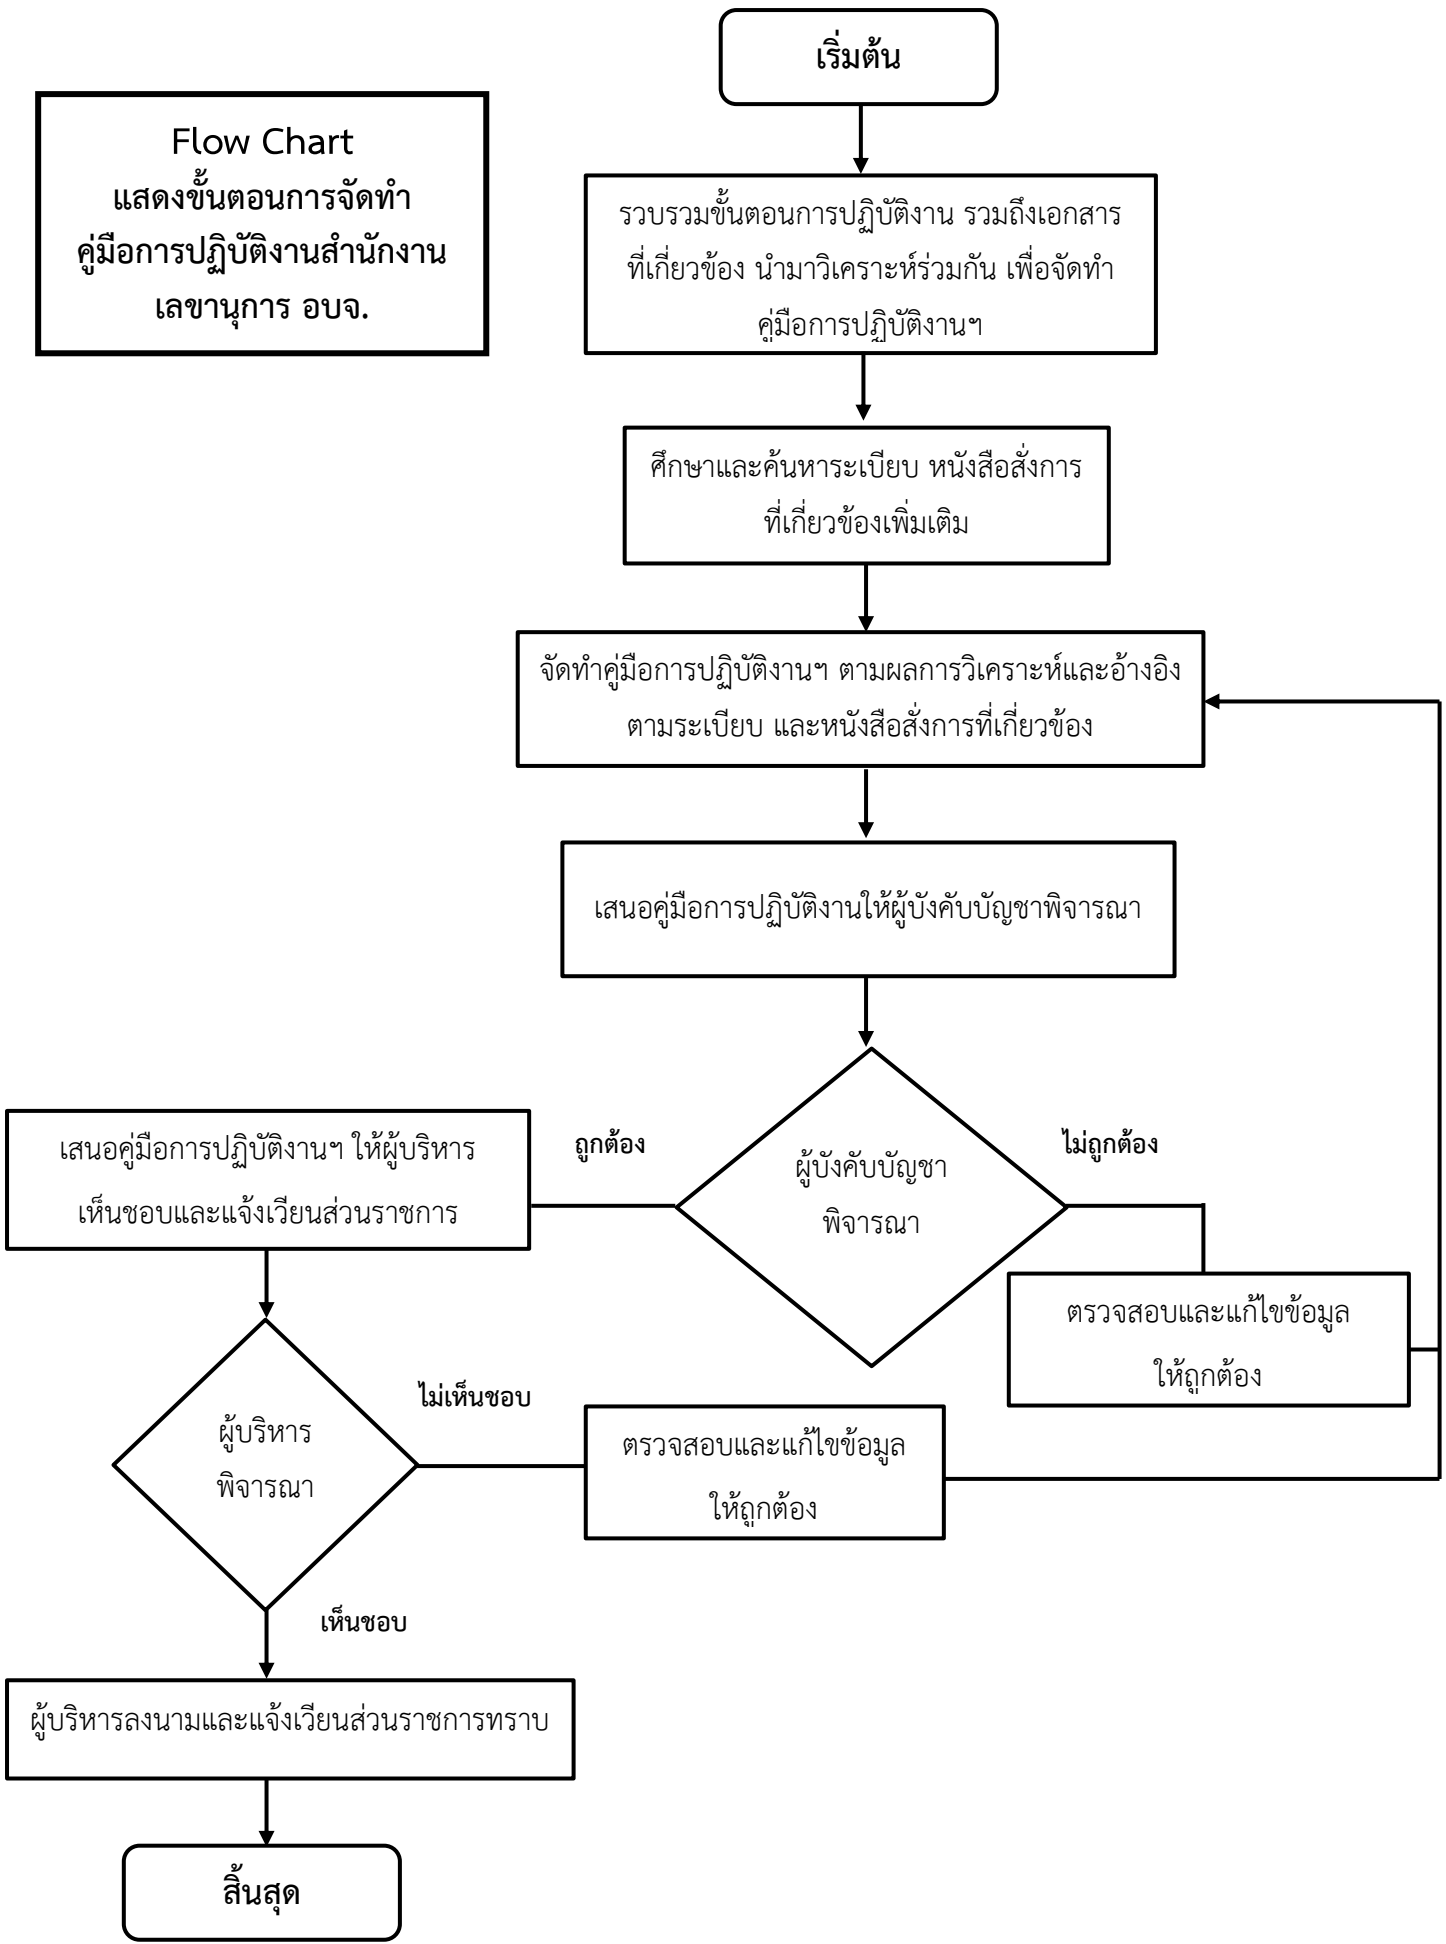 เริ่มต้น
Flow Chart
แสดงขั้นตอนการจัดทำ
คู่มือการปฏิบัติงานสำนักงาน
เลขานุการ อบจ.
รวบรวมขั้นตอนการปฏิบัติงาน รวมถึงเอกสาร
ที่เกี่ยวข้อง นำมาวิเคราะห์ร่วมกัน เพื่อจัดทำ
คู่มือการปฏิบัติงานฯ
ศึกษาและค้นหาระเบียบ หนังสือสั่งการ
ที่เกี่ยวข้องเพิ่มเติม
จัดทำคู่มือการปฏิบัติงานฯ ตามผลการวิเคราะห์และอ้างอิง
ตามระเบียบ และหนังสือสั่งการที่เกี่ยวข้อง
เสนอคู่มือการปฏิบัติงานให้ผู้บังคับบัญชาพิจารณา
เสนอคู่มือการปฏิบัติงานฯ ให้ผู้บริหาร
เห็นชอบและแจ้งเวียนส่วนราชการ
ถูกต้อง
ผู้บังคับบัญชา
พิจารณา
ไม่ถูกต้อง
ตรวจสอบและแก้ไขข้อมูล
ให้ถูกต้อง
ผู้บริหาร
พิจารณา
ไม่เห็นชอบ
ตรวจสอบและแก้ไขข้อมูล
ให้ถูกต้อง
เห็นชอบ
ผู้บริหารลงนามและแจ้งเวียนส่วนราชการทราบ
สิ้นสุด